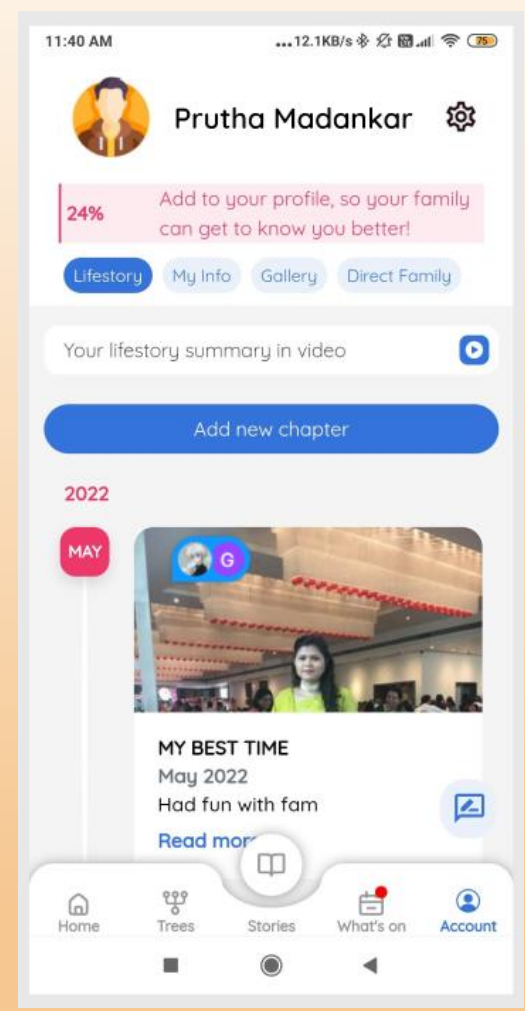 11:40 AM ...12.1KB/s 75
Prutha Madankar
24%
Add to your profile, so your family
can get to know you better!
Lifestory My Info Gallery Direct Family
Your lifestory summary in video
Add new chapter
2022
MAY
G
MY BEST TIME
May 2022
Had fun with fam
Read more
Home Trees Stories What's on Account